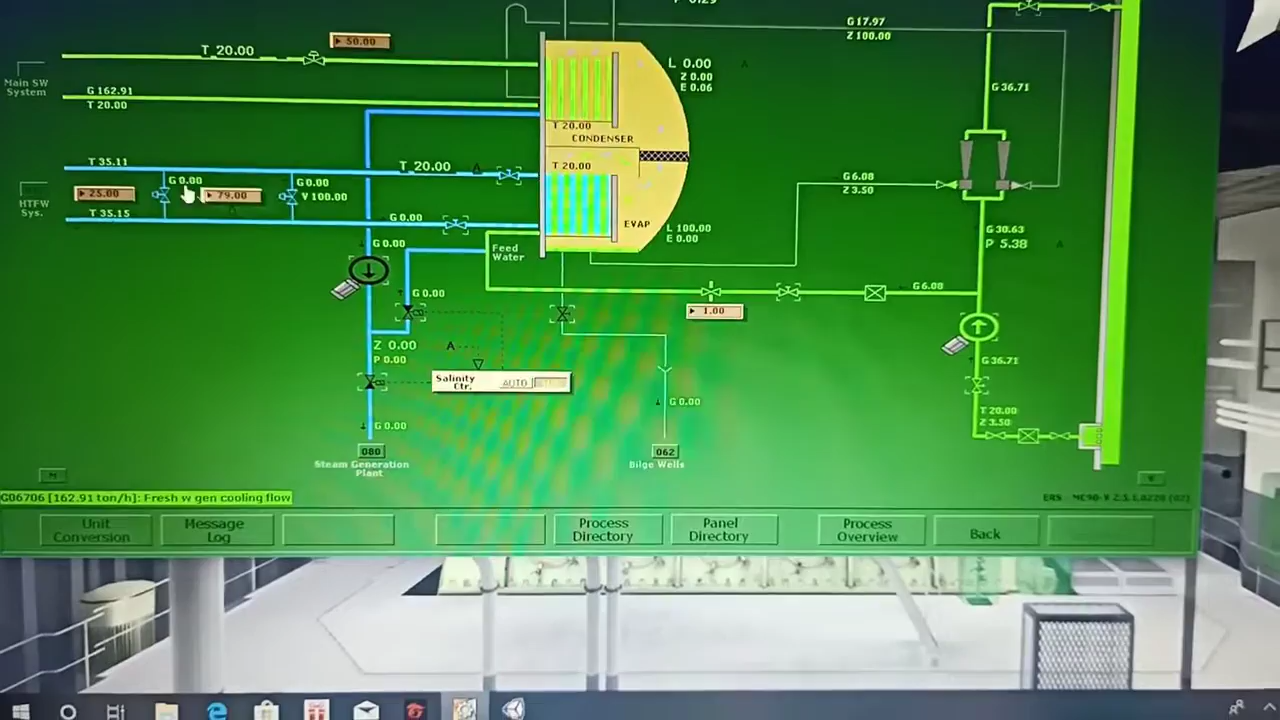 G 17.97
Z 100.00
50.00
T 20.00
Main SW
System
G 162.91
T 20.00
L 0.00
Z 0.00
E 0.06
G 36.71
T 20.00
CONDENSER
T 35.11
T 20.00
A
T 20.00
G 0.00
G 0.00
V 100.00
25.00
79.00
HTFW
Sys.
T 35.15
G 0.00
EVAP
L 100.00
E 0.00
G 6.08
Z 3.50
G 30.63
P 5.38
A
G 0.00
Feed
Water
G 0.00
G 6.08
1.00
Z 0.00
P 0.00
A
G 36.71
Salinity
Ctr.
AUTO
G 0.00
T 20.00
Z 3.50
G 0.00
080
Steam Generation
Plant
062
Bilge Wells
G06706 [162.91 ton/h]: Fresh w gen cooling flow
Unit
Conversion
Message
Log
Process
Directory
Panel
Directory
Process
Overview
Back